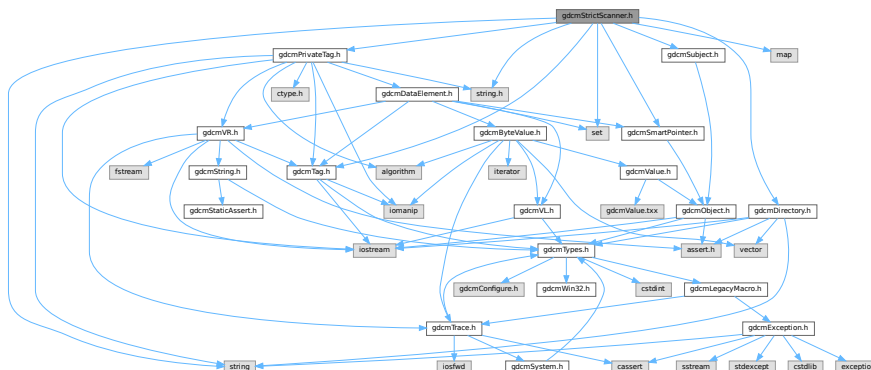 gdcmStrictScanner.h
gdcmPrivateTag.h
gdcmSubject.h
map
ctype.h
gdcmDataElement.h
string.h
gdcmVR.h
gdcmByteValue.h
set
gdcmSmartPointer.h
fstream
gdcmString.h
gdcmTag.h
algorithm
iterator
gdcmValue.h
gdcmStaticAssert.h
iomanip
gdcmVL.h
gdcmValue.txx
gdcmObject.h
gdcmDirectory.h
iostream
gdcmTypes.h
assert.h
vector
gdcmConfigure.h
gdcmWin32.h
cstdint
gdcmLegacyMacro.h
gdcmTrace.h
gdcmException.h
string
iosfwd
gdcmSystem.h
cassert
sstream
stdexcept
cstdlib
exception